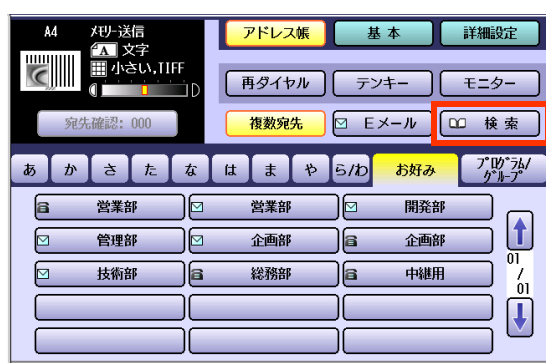 A4 メモリー送信 アドレス帳 基本 詳細設定
A 文字
小さい,TIFF
D 再ダイヤル テンキー モニター
宛先確認: 000 複数宛先 Eメール 検索
あ か さ た な は ま や ら/わ お好み プログラム/グループ
営業部 営業部 開発部
管理部 企画部 企画部
技術部 総務部 中継用
01
/
01